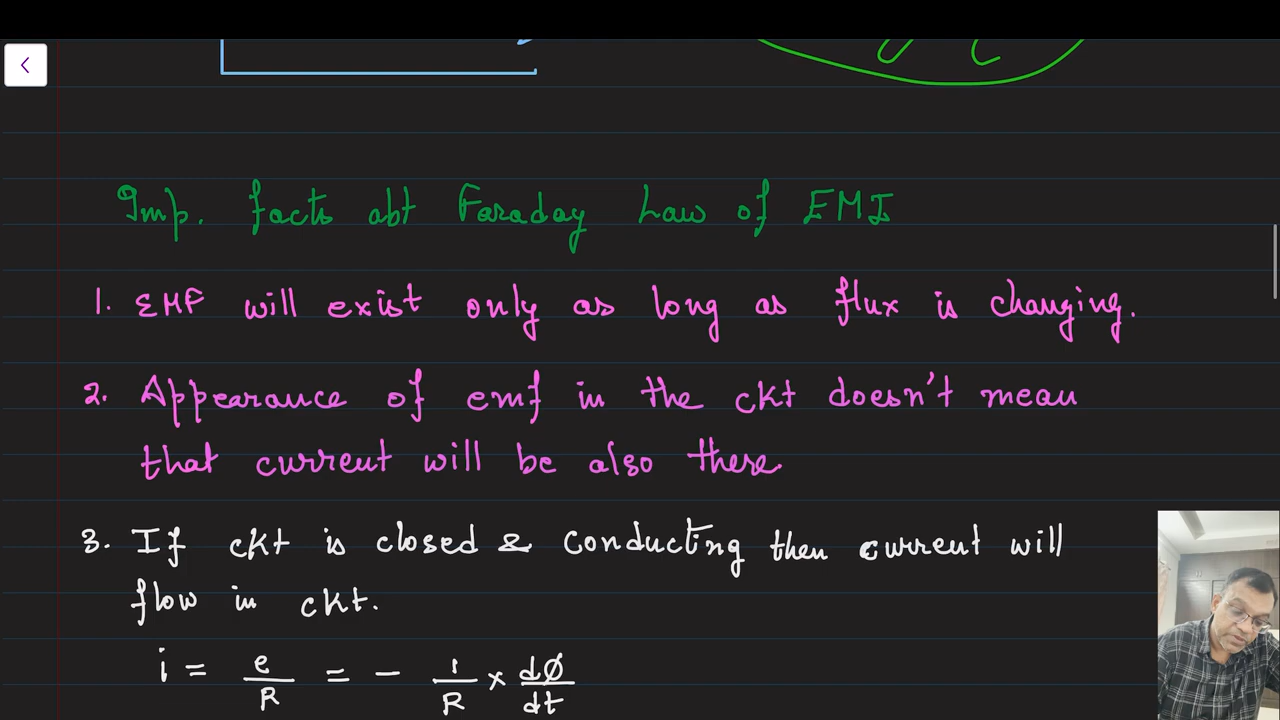 Imp. facts abt Faraday Law of EMI
1. EMF will exist only as long as flux is changing.
2. Appearance of emf in the ckt doesn't mean
that current will be also there.
3. If ckt is closed & conducting then current will
flow in ckt.
i = e/R = - 1/R × dØ/dt